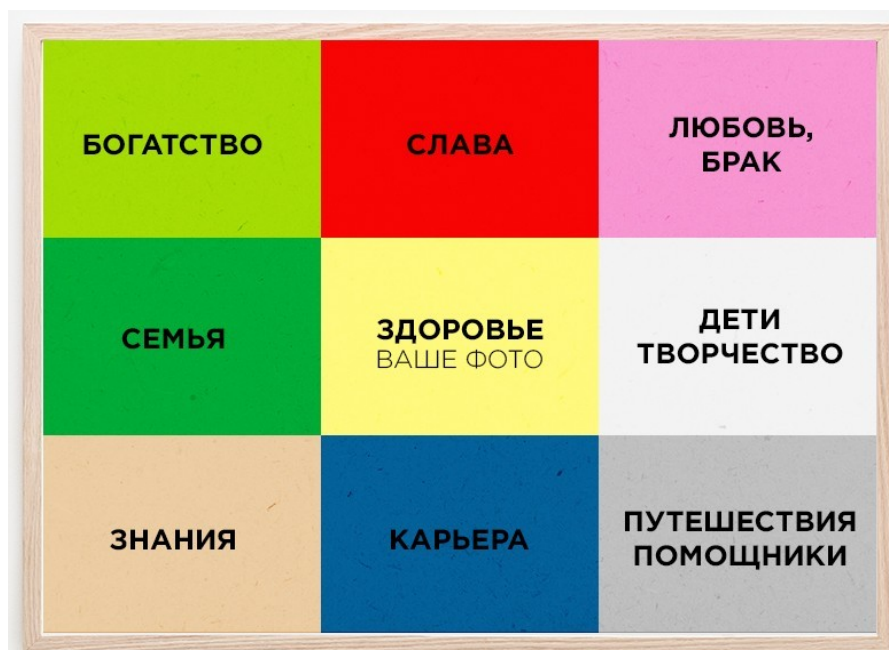 БОГАТСТВО
СЛАВА
ЛЮБОВЬ,
БРАК
СЕМЬЯ
ЗДОРОВЬЕ
ВАШЕ ФОТО
ДЕТИ
ТВОРЧЕСТВО
ЗНАНИЯ
КАРЬЕРА
ПУТЕШЕСТВИЯ
ПОМОЩНИКИ